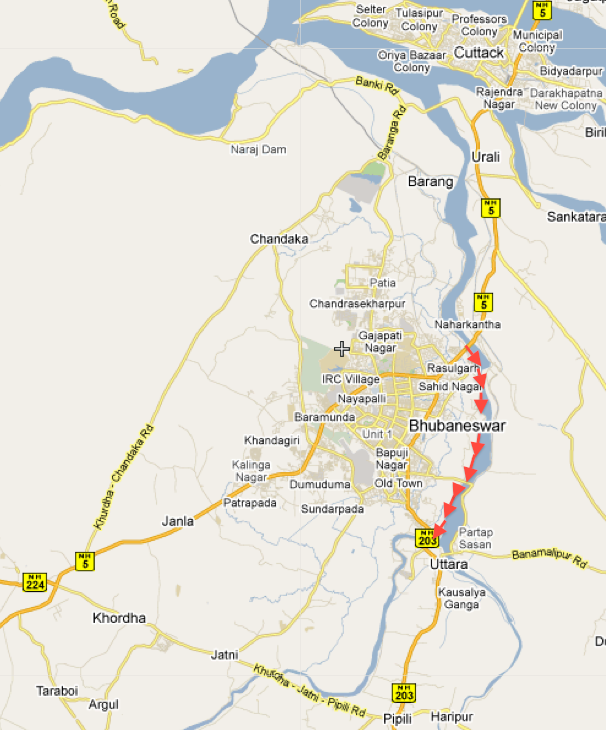 Road
NH
5
Selter
Colony
Tulasipur
Colony
Professors
Colony
Municipal
Colony
Oriya Bazaar
Colony
Cuttack
Bidyadarpur
Rajendra
Nagar
Darakhapatna
New Colony
Banki Rd
Baranga Rd
Naraj Dam
Urali
Barang
NH
5
Sankatara
Chandaka
Patia
Chandrasekharpur
NH
5
Naharkantha
Gajapati
Nagar
Rasulgarh
IRC Village
Sahid Nagar
Nayapalli
Baramunda
Unit 1
Bhubaneswar
Khandagiri
Bapuji
Nagar
Kalinga
Nagar
Dumuduma
Old Town
Patrapada
Sundarpada
Khurdha - Chandaka Rd
Janla
NH
203
Partap
Sasan
NH
5
Uttara
Banamalipur Rd
NH
224
Kausalya
Ganga
Khordha
Jatni
Khurdha - Jatni - Pipili Rd
Taraboi
Argul
NH
203
Pipili
Haripur